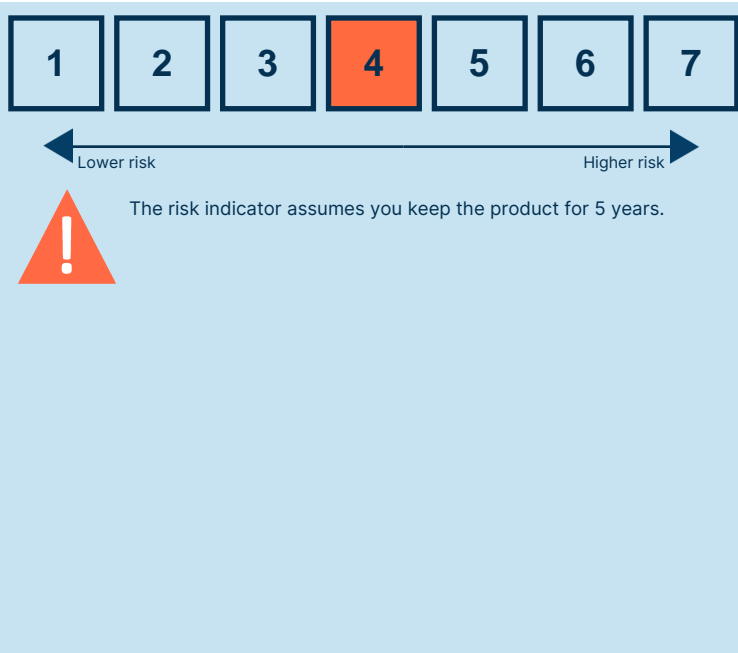 1 2 3 4 5 6 7
Lower risk Higher risk
The risk indicator assumes you keep the product for 5 years.
!